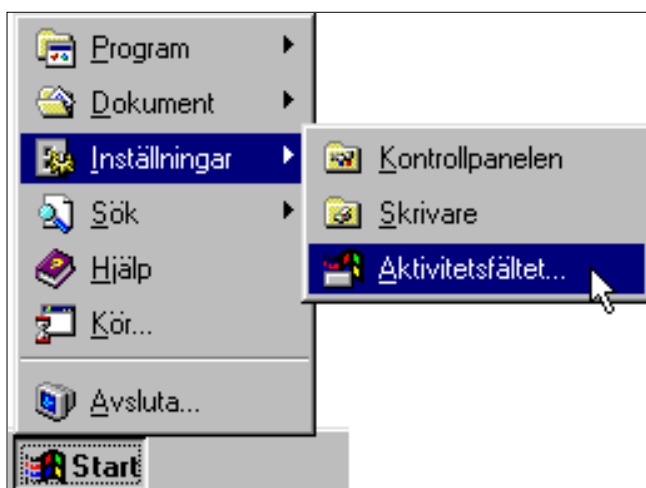 Program
Dokument
Inställningar
Sök
Hjälp
Kör...
Avsluta...
Start
Kontrollpanelen
Skrivare
Aktivitetsfältet...